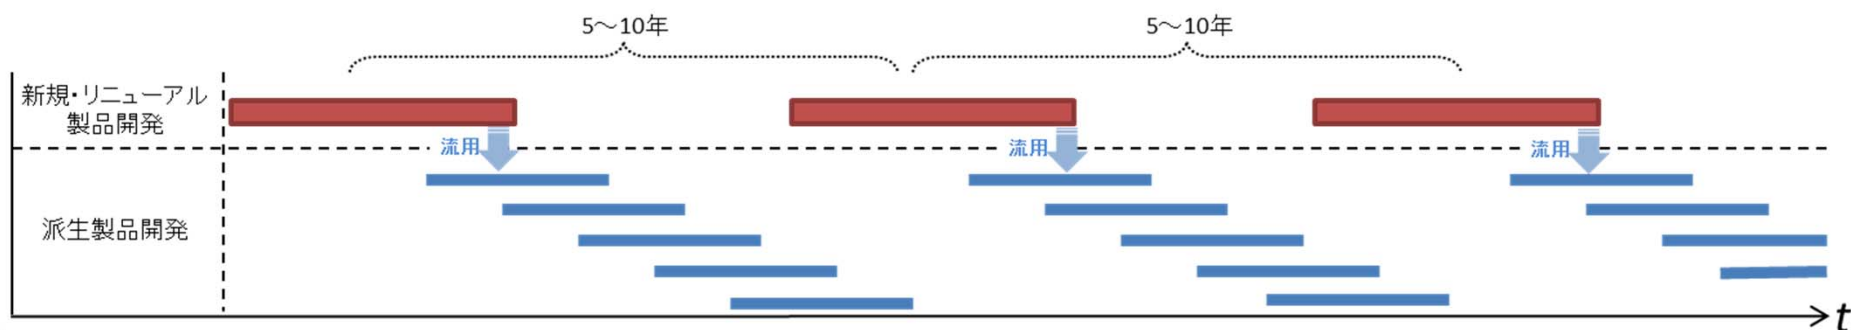 5～10年
5～10年
新規・リニューアル
製品開発
流用
流用
流用
派生製品開発
t